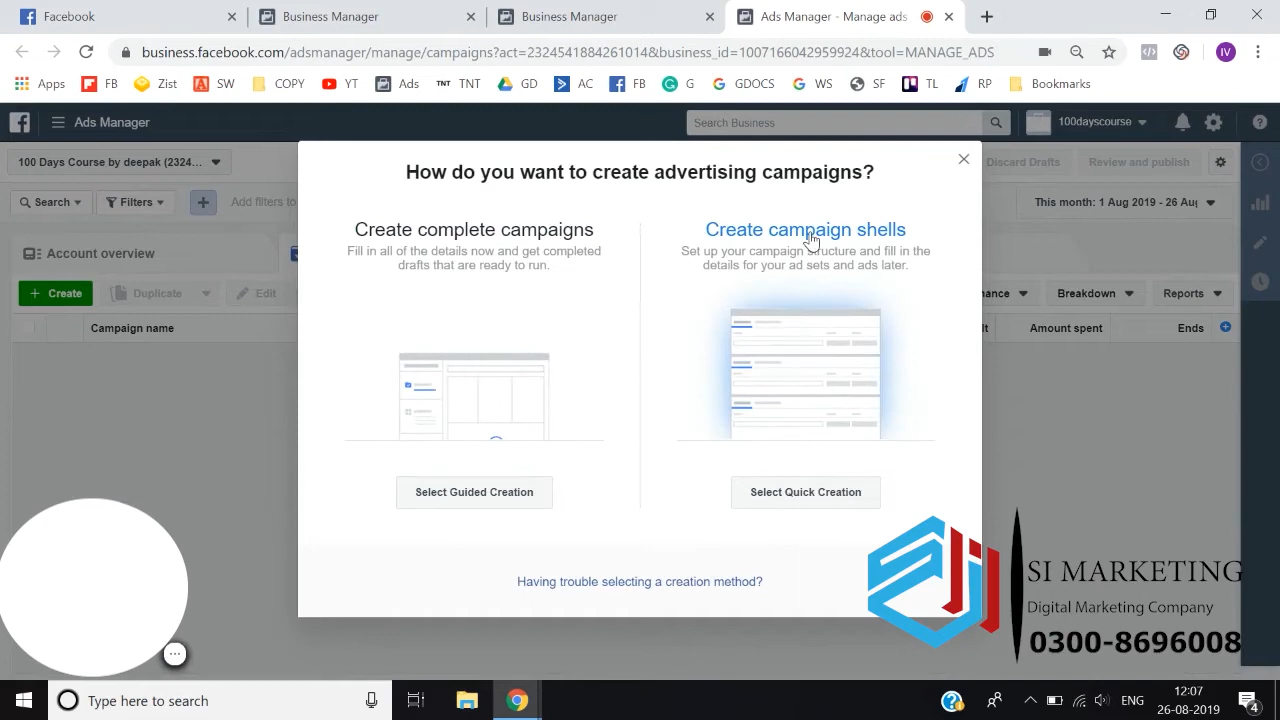 Facebook
Business Manager
Business Manager
Ads Manager - Manage ads
business.facebook.com/adsmanager/manage/campaigns?act=2324541884261014&business_id=1007166042959924&tool=MANAGE_ADS
IV
Apps FB Zist SW COPY YT Ads TNT TNT GD AC FB G GDOCS WS SF TL RP Bookmarks
Ads Manager
Search Business
100dayscourse
100 Days Course by deepak (2324...
Discard Drafts
Review and publish
Search
Filters
Add filters to
This month: 1 Aug 2019 - 26 Au
Account overview
Create
Duplicate
Edit
Breakdown
Reports
Campaign name
Amount spent
Ends
How do you want to create advertising campaigns?
Create complete campaigns
Fill in all of the details now and get completed
drafts that are ready to run.
Select Guided Creation
Create campaign shells
Set up your campaign structure and fill in the
details for your ad sets and ads later.
Select Quick Creation
Having trouble selecting a creation method?
SI MARKETING
Digital Marketing Company
0300-8696008
Type here to search
ENG
12:07
26-08-2019
4